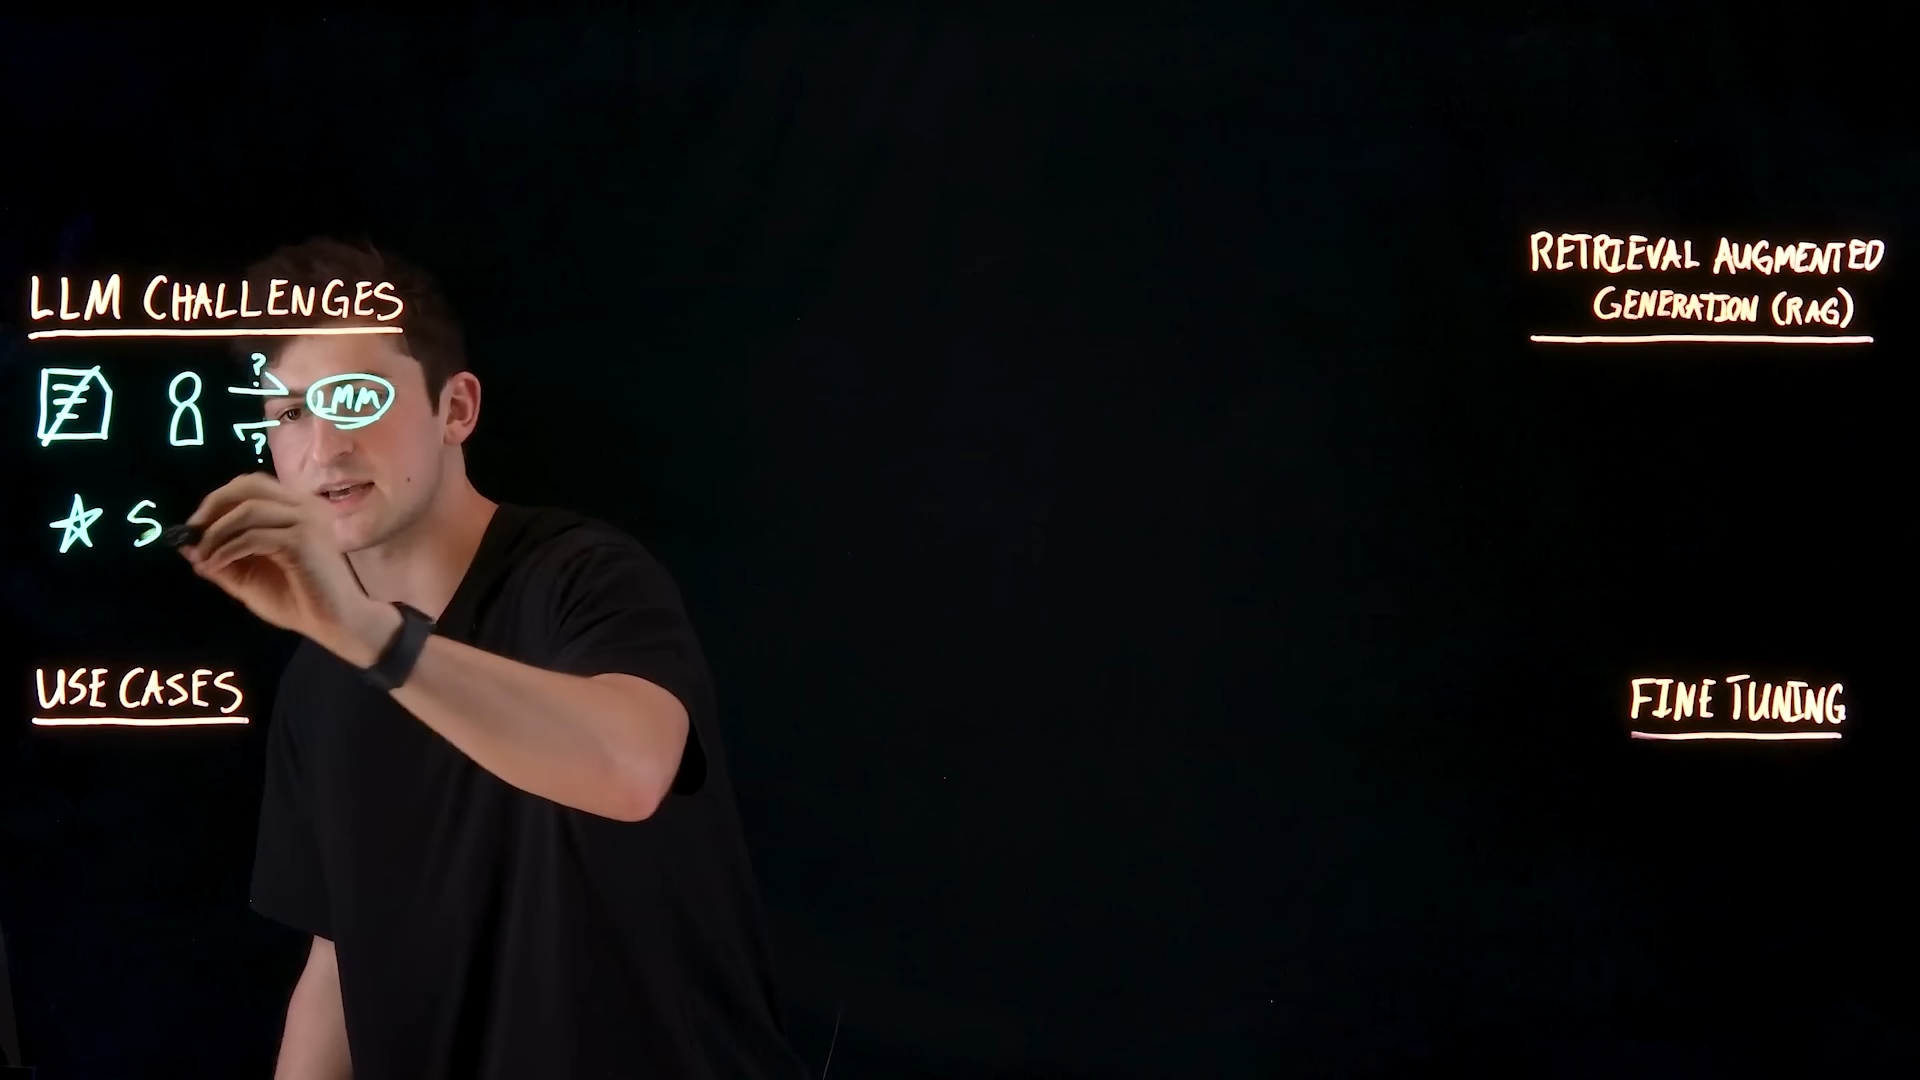 LLM CHALLENGES
? 
LMM
?
S
USE CASES
RETRIEVAL AUGMENTED
GENERATION (RAG)
FINE TUNING